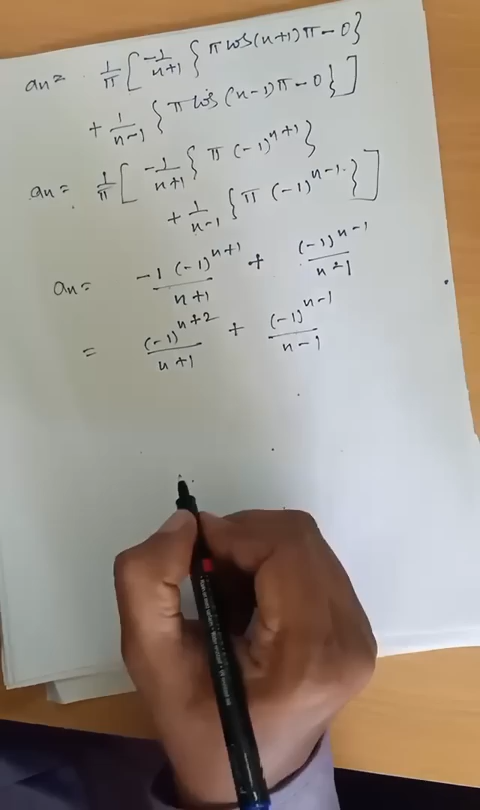 an = 1/π [ -1/n+1 { π cos(n+1)π - 0}
+ 1/n-1 { π cos (n-1)π - 0} ]
an = 1/π [ -1/n+1 { π (-1)^n+1 }
+ 1/n-1 { π (-1)^n-1 } ]
an = -1 (-1)^n+1 / n+1 + (-1)^n-1 / n-1
= (-1)^n+2 / n+1 + (-1)^n-1 / n-1